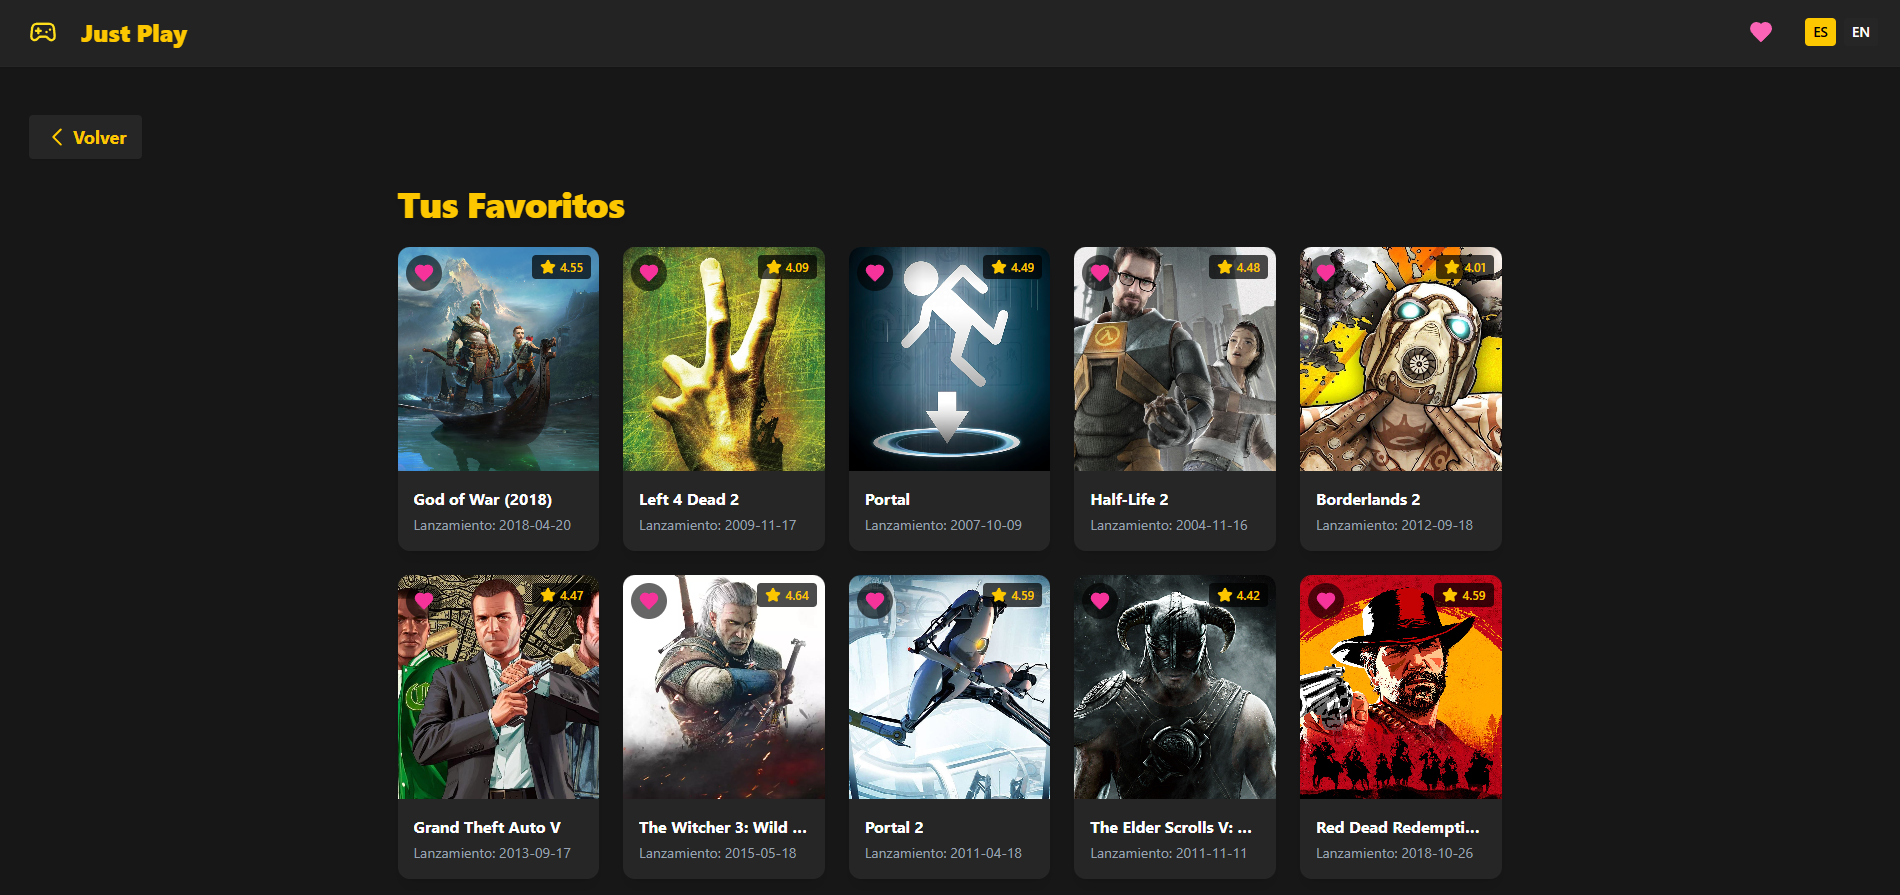 Just Play
ES EN
Volver
Tus Favoritos
4.55
4.09
4.49
4.48
4.01
God of War (2018)
Lanzamiento: 2018-04-20
Left 4 Dead 2
Lanzamiento: 2009-11-17
Portal
Lanzamiento: 2007-10-09
Half-Life 2
Lanzamiento: 2004-11-16
Borderlands 2
Lanzamiento: 2012-09-18
4.47
4.64
4.59
4.42
4.59
Grand Theft Auto V
Lanzamiento: 2013-09-17
The Witcher 3: Wild ...
Lanzamiento: 2015-05-18
Portal 2
Lanzamiento: 2011-04-18
The Elder Scrolls V: ...
Lanzamiento: 2011-11-11
Red Dead Redempti...
Lanzamiento: 2018-10-26